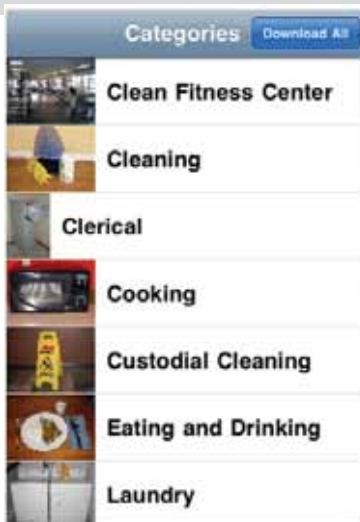 Categories Download All
Clean Fitness Center
Cleaning
Clerical
Cooking
Custodial Cleaning
Eating and Drinking
Laundry